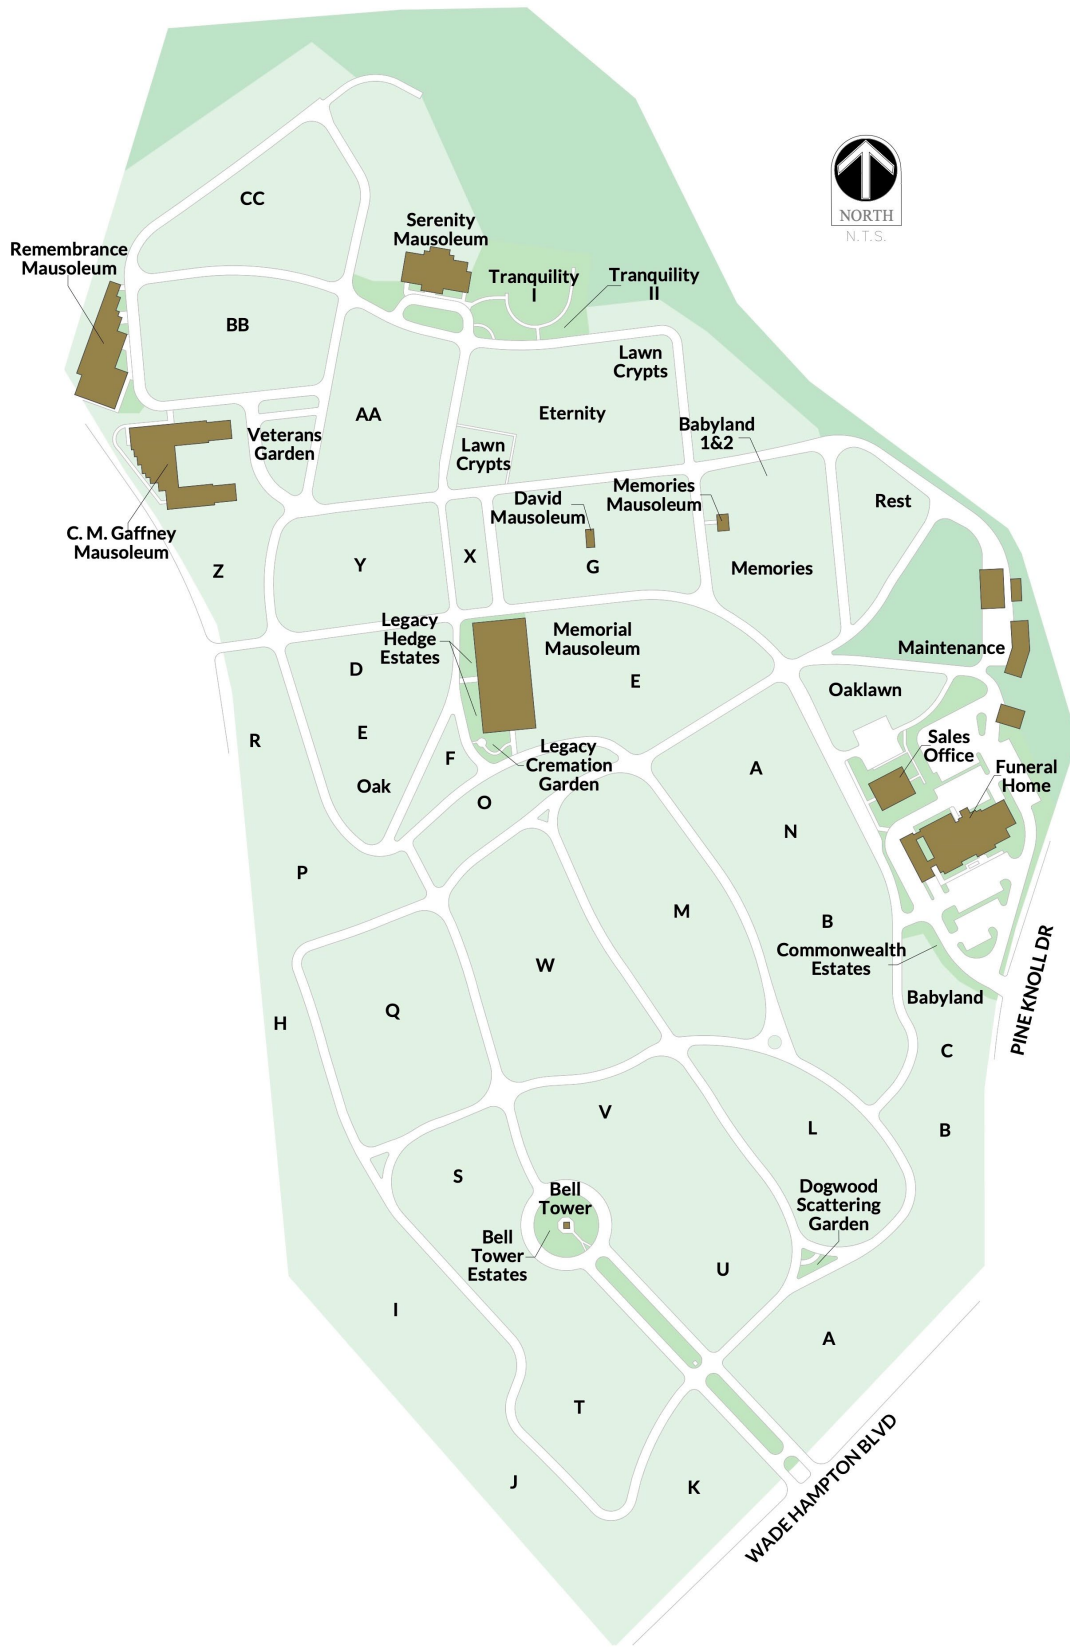 CC
NORTH
N.T.S.
Serenity
Mausoleum
Remembrance
Mausoleum
Tranquility
I
Tranquility
II
BB
Lawn
Crypts
AA
Eternity
Veterans
Garden
Lawn
Crypts
Babyland
1&2
C. M. Gaffney
Mausoleum
David
Mausoleum
Memories
Mausoleum
Rest
Z
Y
X
G
Memories
Legacy
Hedge
Estates
Memorial
Mausoleum
Maintenance
D
E
Oaklawn
R
E
F
Legacy
Cremation
Garden
Sales
Office
Funeral
Home
Oak
O
A
N
P
M
B
Commonwealth
Estates
W
Babyland
PINE KNOLL DR
Q
H
C
V
L
B
S
Bell
Tower
Dogwood
Scattering
Garden
Bell
Tower
Estates
U
I
A
T
J
K
WADE HAMPTON BLVD